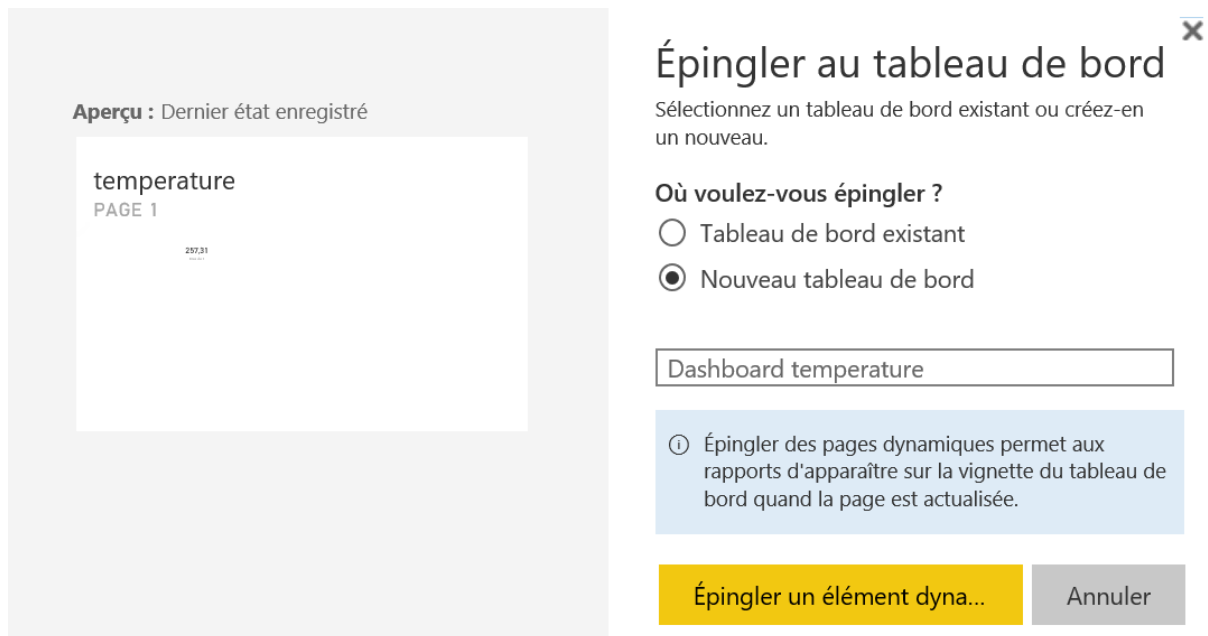 Aperçu : Dernier état enregistré
temperature
PAGE 1
257,31
Épingler au tableau de bord
Sélectionnez un tableau de bord existant ou créez-en
un nouveau.
Où voulez-vous épingler ?
Tableau de bord existant
Nouveau tableau de bord
Dashboard temperature
Épingler des pages dynamiques permet aux
rapports d'apparaître sur la vignette du tableau de
bord quand la page est actualisée.
Épingler un élément dyna...
Annuler